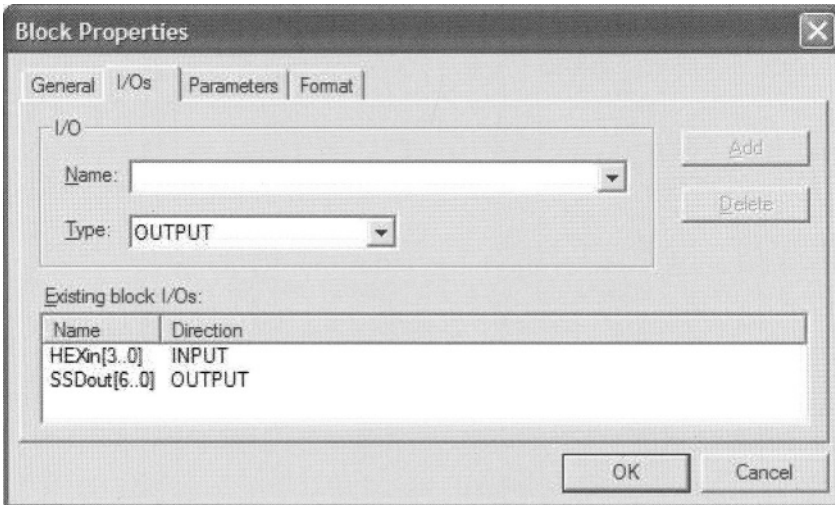 Block Properties
General I/Os Parameters Format
I/O
Name:
Add
Type: OUTPUT
Delete
Existing block I/Os:
Name Direction
HEXin[3..0] INPUT
SSDout[6..0] OUTPUT
OK Cancel